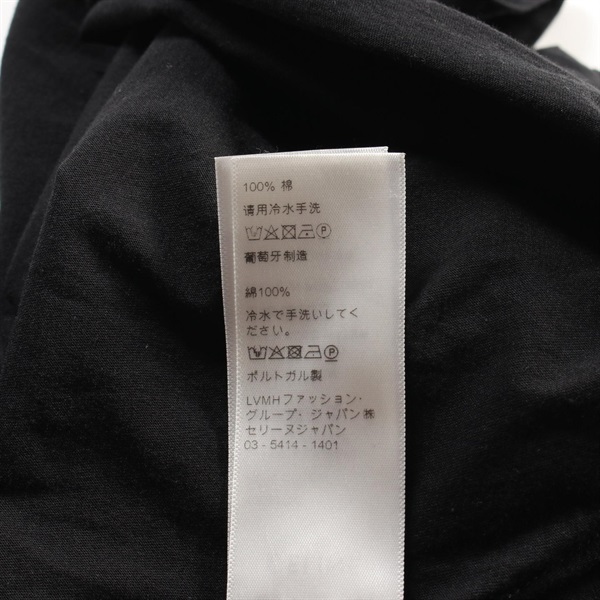 100% 棉
请用冷水手洗
葡萄牙制造
綿100%
冷水で手洗いしてく
ださい。
ポルトガル製
LVMHファッション・
グループ・ジャパン㈱
セリーヌジャパン
03 - 5414 - 1401